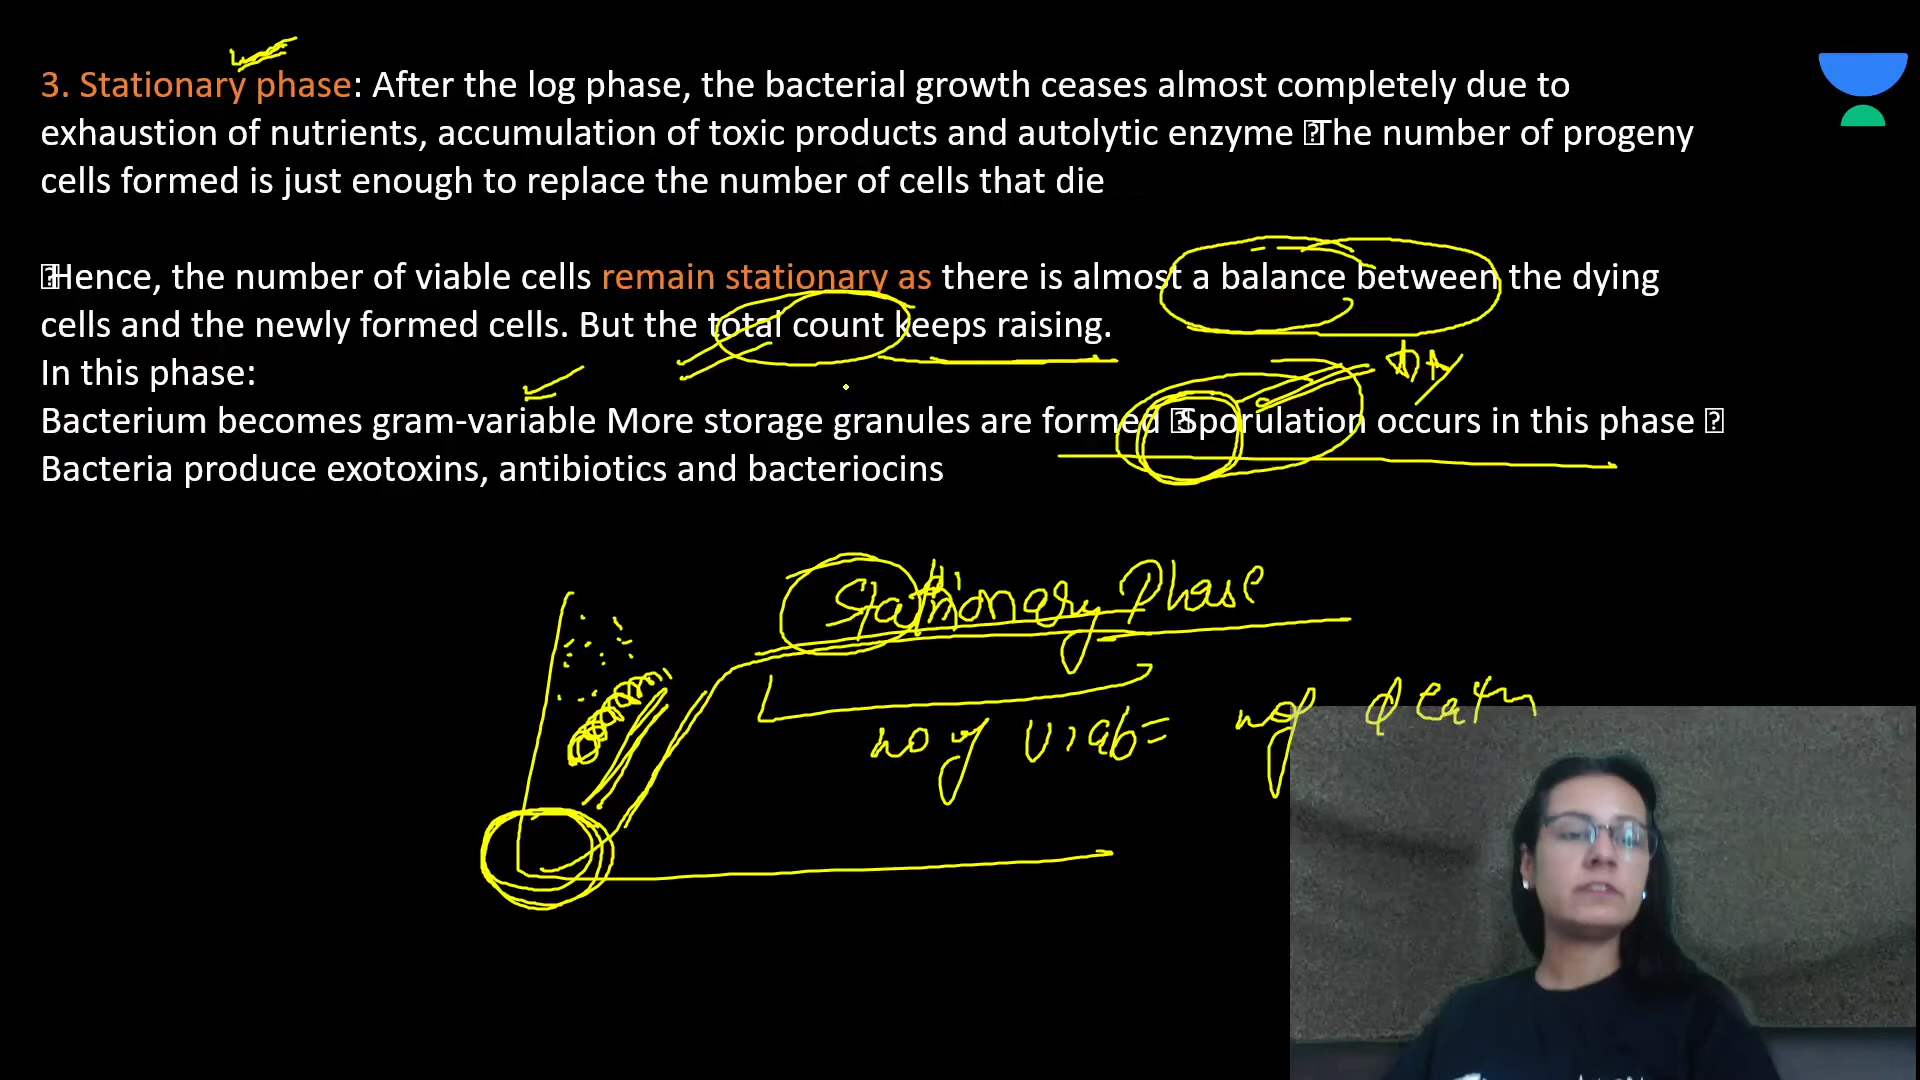 3. Stationary phase: After the log phase, the bacterial growth ceases almost completely due to
exhaustion of nutrients, accumulation of toxic products and autolytic enzyme The number of progeny
cells formed is just enough to replace the number of cells that die
Hence, the number of viable cells remain stationary as there is almost a balance between the dying
cells and the newly formed cells. But the total count keeps raising.
In this phase:
Bacterium becomes gram-variable More storage granules are formed Sporulation occurs in this phase
Bacteria produce exotoxins, antibiotics and bacteriocins
Stationary Phase
no of viab = no of death